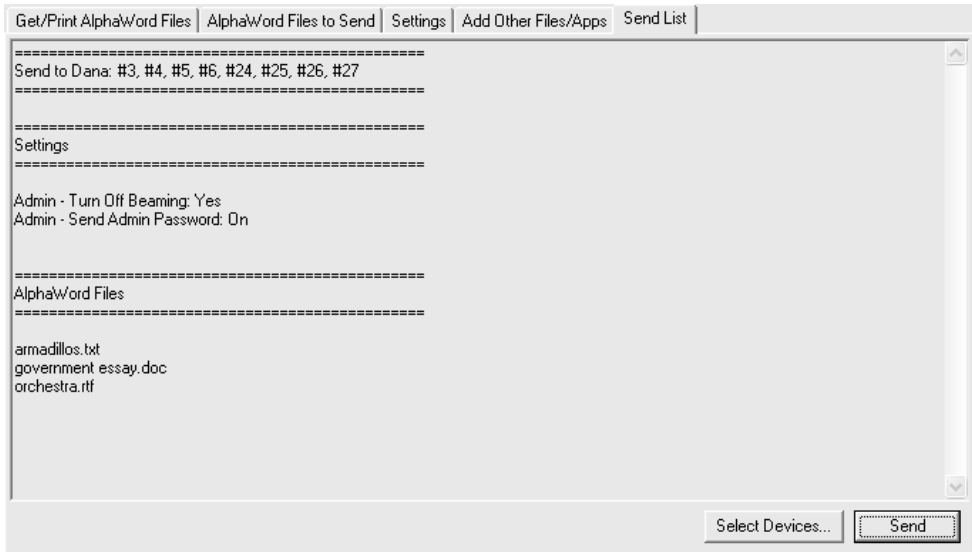 Get/Print AlphaWord Files AlphaWord Files to Send Settings Add Other Files/Apps Send List
================================================
Send to Dana: #3, #4, #5, #6, #24, #25, #26, #27
================================================
================================================
Settings
================================================
Admin - Turn Off Beaming: Yes
Admin - Send Admin Password: On
================================================
AlphaWord Files
================================================
armadillos.txt
government essay.doc
orchestra.rtf
Select Devices... Send